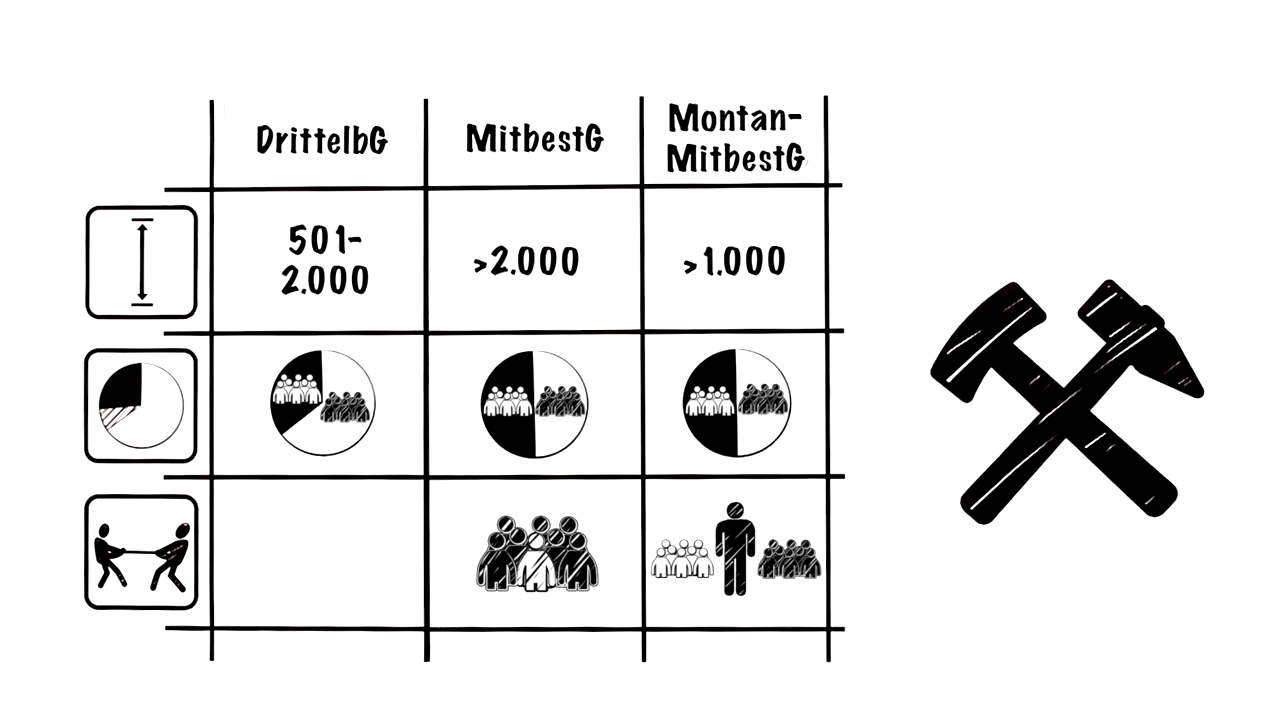 DrittelbG
MitbestG
Montan-
MitbestG
501-
2.000
>2.000
>1.000